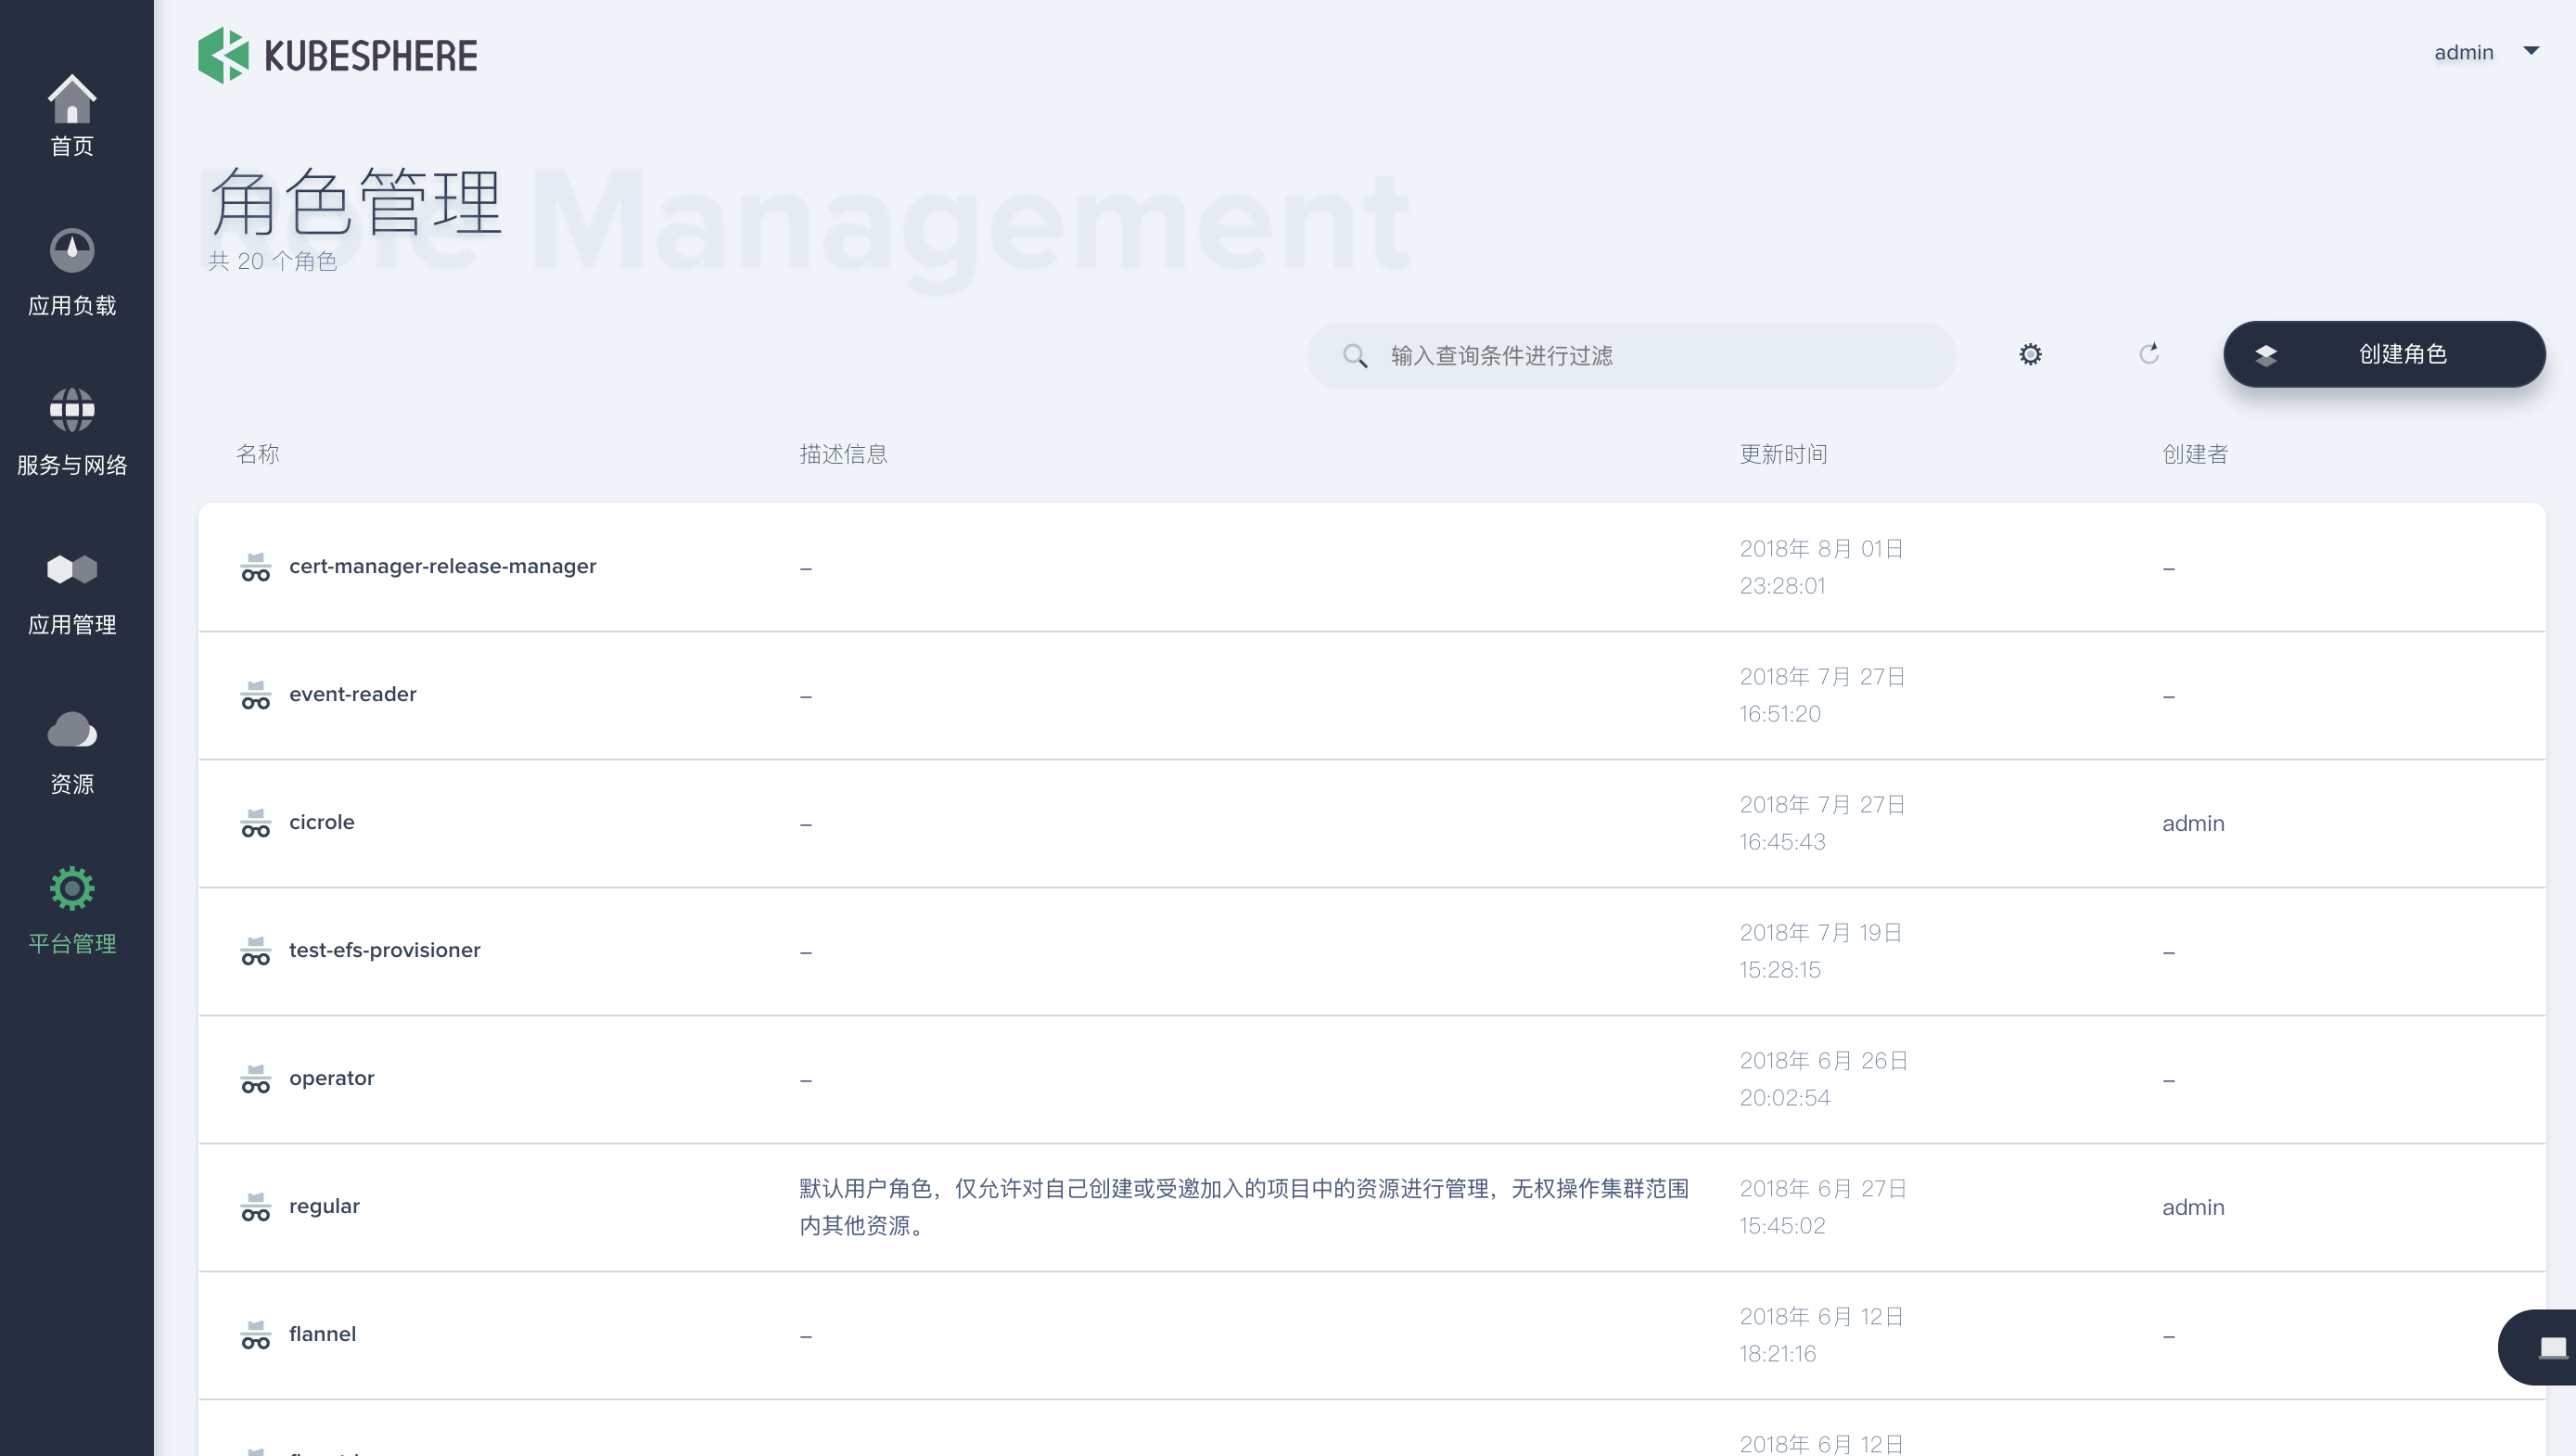 KUBESPHERE
admin
首页
应用负载
服务与网络
应用管理
资源
平台管理
Role Management
角色管理
共 20 个角色
输入查询条件进行过滤
创建角色
名称 描述信息 更新时间 创建者
cert-manager-release-manager – 2018年 8月 01日 –
23:28:01
event-reader – 2018年 7月 27日 –
16:51:20
cicrole – 2018年 7月 27日 admin
16:45:43
test-efs-provisioner – 2018年 7月 19日 –
15:28:15
operator – 2018年 6月 26日 –
20:02:54
regular 默认用户角色，仅允许对自己创建或受邀加入的项目中的资源进行管理，无权操作集群范围 2018年 6月 27日 admin
内其他资源。 15:45:02
flannel – 2018年 6月 12日 –
18:21:16
2018年 6月 12日